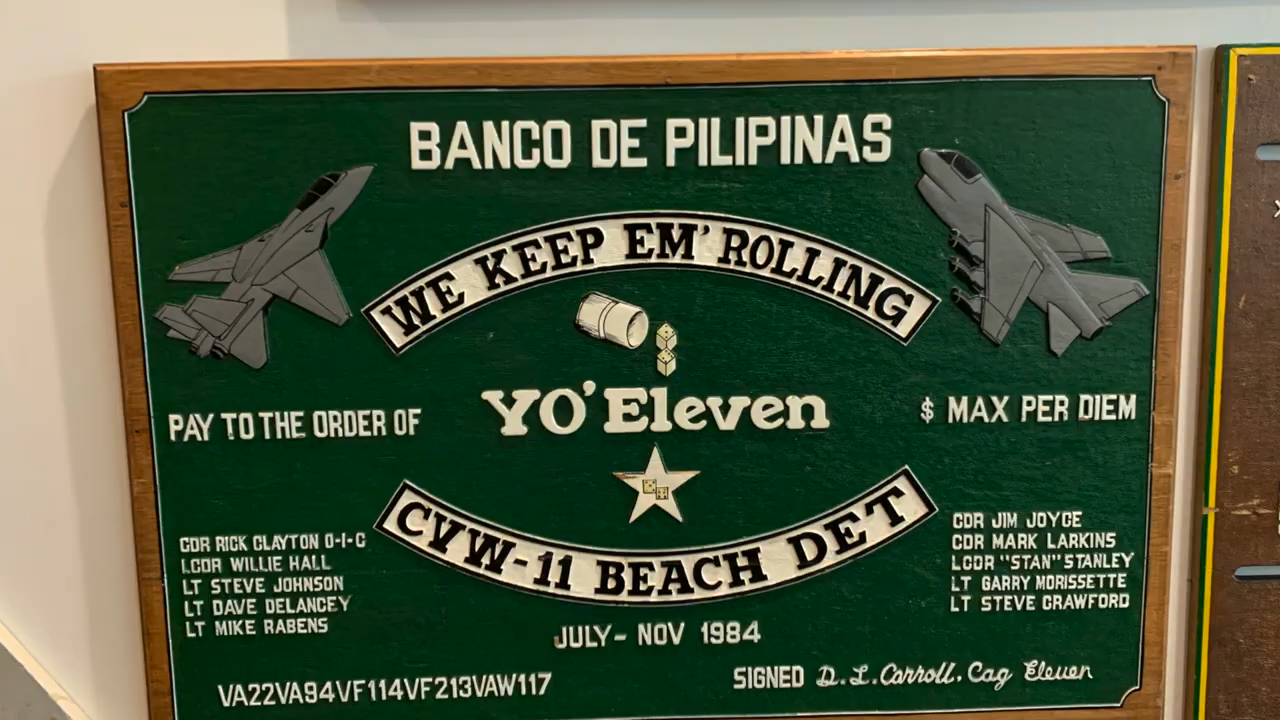 BANCO DE PILIPINAS
WE KEEP EM' ROLLING
YO' Eleven
PAY TO THE ORDER OF
$ MAX PER DIEM
CVW-11 BEACH DET
CDR RICK CLAYTON O-I-C
LCDR WILLIE HALL
LT STEVE JOHNSON
LT DAVE DELANCEY
LT MIKE RABENS
CDR JIM JOYCE
CDR MARK LARKINS
LCDR "STAN" STANLEY
LT GARRY MORISSETTE
LT STEVE CRAWFORD
JULY- NOV 1984
VA22VA94VF114VF213VAW117
SIGNED D. L. Carroll. Cag Eleven